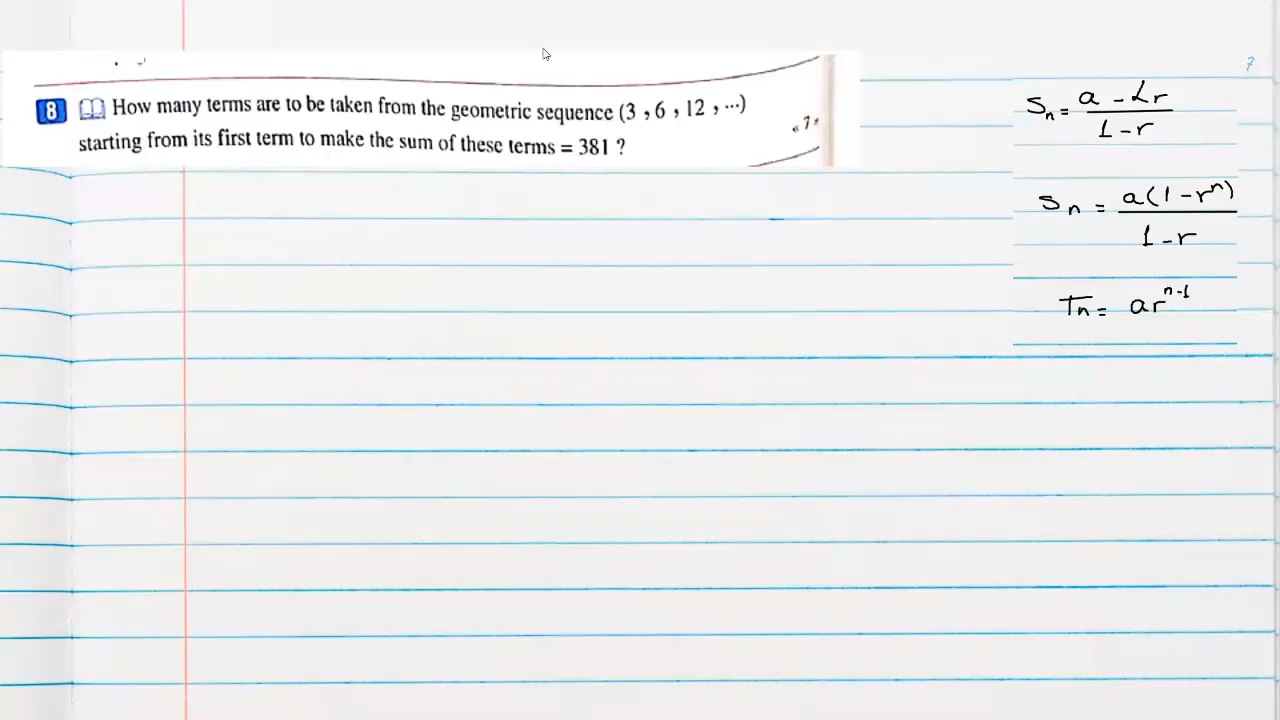 8 How many terms are to be taken from the geometric sequence (3 , 6 , 12 , ...)
starting from its first term to make the sum of these terms = 381 ?
« 7 »
7
Sn = a - Lr / 1 - r
Sn = a(1 - r^n) / 1 - r
Tn = ar^n-1